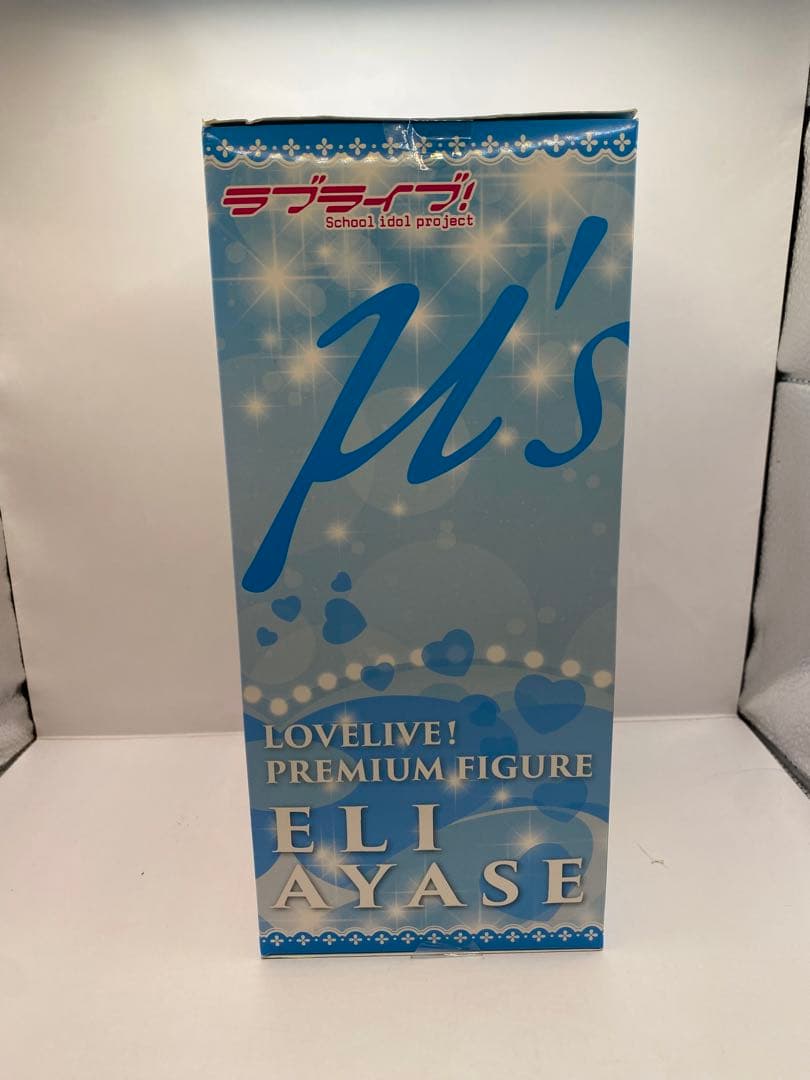 ラブライブ!
School idol project
μ's
LOVELIVE!
PREMIUM FIGURE
ELI
AYASE